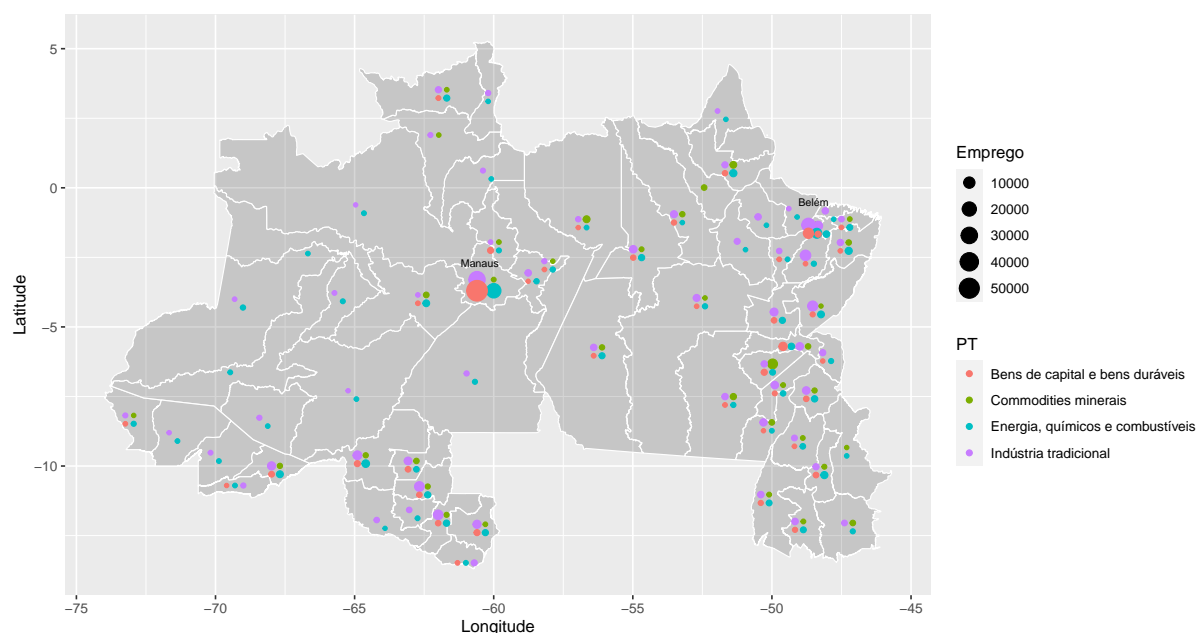 5
0
−5
−10
−75
−70
−65
−60
−55
−50
−45
Latitude
Longitude
Belém
Manaus
Emprego
10000
20000
30000
40000
50000
PT
Bens de capital e bens duráveis
Commodities minerais
Energia, químicos e combustíveis
Indústria tradicional